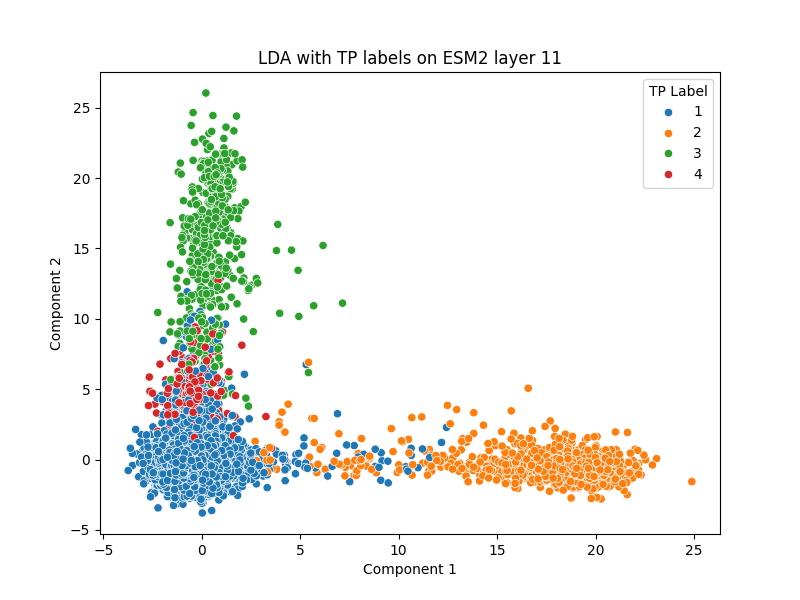 LDA with TP labels on ESM2 layer 11
TP Label
1
2
3
4
25
20
15
10
5
0
−5
Component 2
−5 0 5 10 15 20 25
Component 1